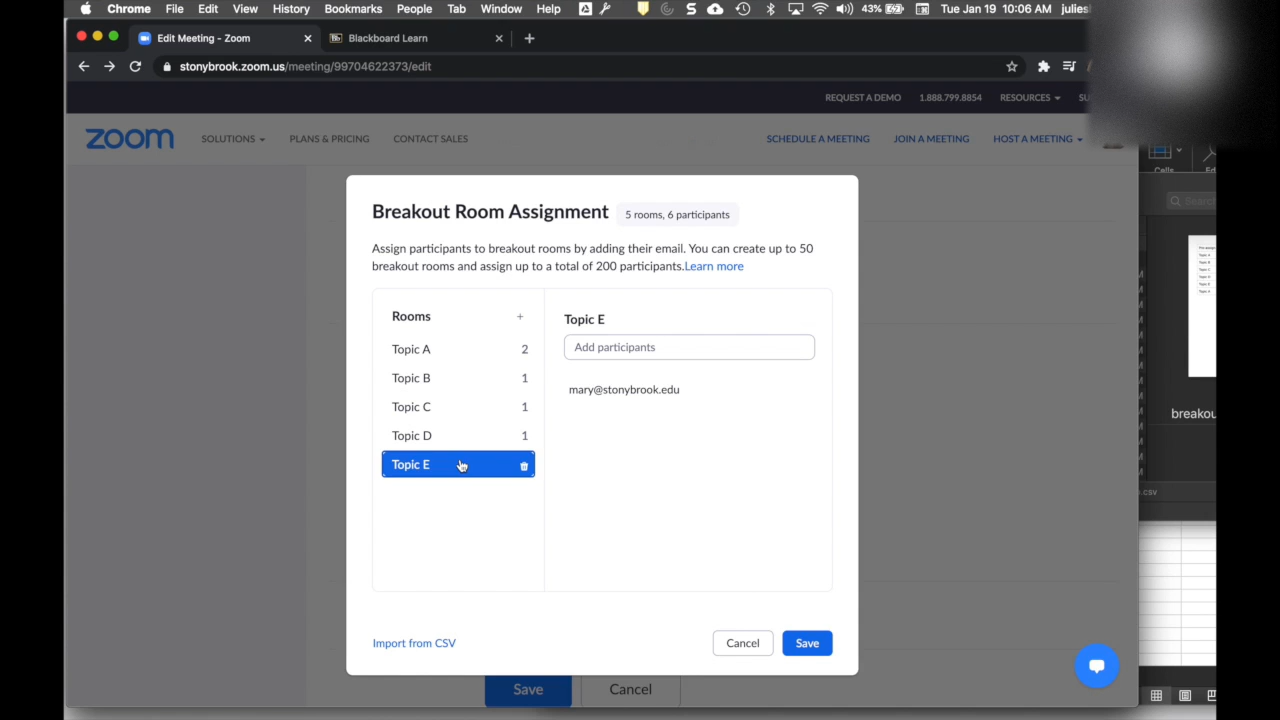 Chrome File Edit View History Bookmarks People Tab Window Help 43% Tue Jan 19 10:06 AM
Edit Meeting - Zoom Blackboard Learn
stonybrook.zoom.us/meeting/99704622373/edit
REQUEST A DEMO 1.888.799.8854 RESOURCES
zoom SOLUTIONS PLANS & PRICING CONTACT SALES SCHEDULE A MEETING JOIN A MEETING HOST A MEETING
Cells
Search
Breakout Room Assignment 5 rooms, 6 participants
Assign participants to breakout rooms by adding their email. You can create up to 50
breakout rooms and assign up to a total of 200 participants.Learn more
Rooms +
Topic A 2
Topic B 1
Topic C 1
Topic D 1
Topic E
Topic E
Add participants
mary@stonybrook.edu
breakou
.csv
Import from CSV Cancel Save
Save Cancel